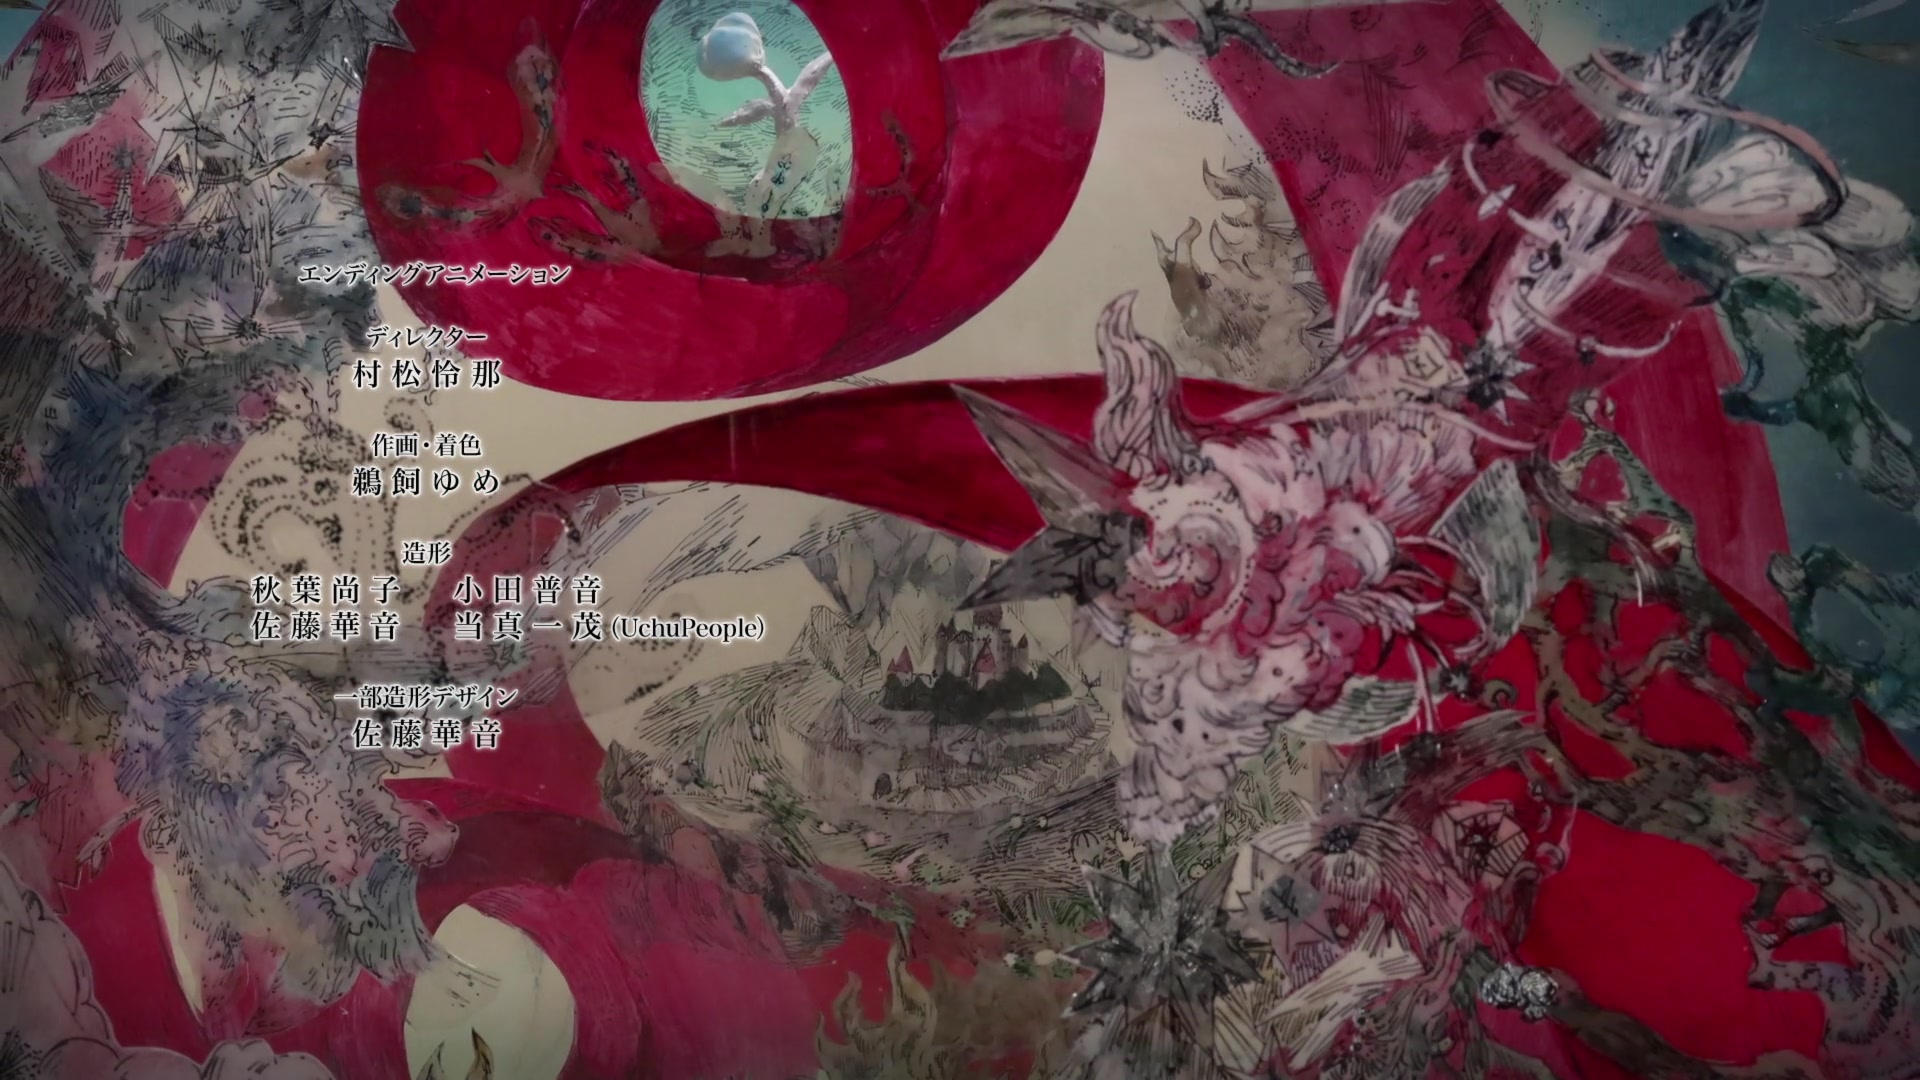 エンディングアニメーション
ディレクター
村松怜那
作画・着色
鵜飼ゆめ
造形
秋葉尚子 小田普音
佐藤華音 当真一茂(UchuPeople)
一部造形デザイン
佐藤華音